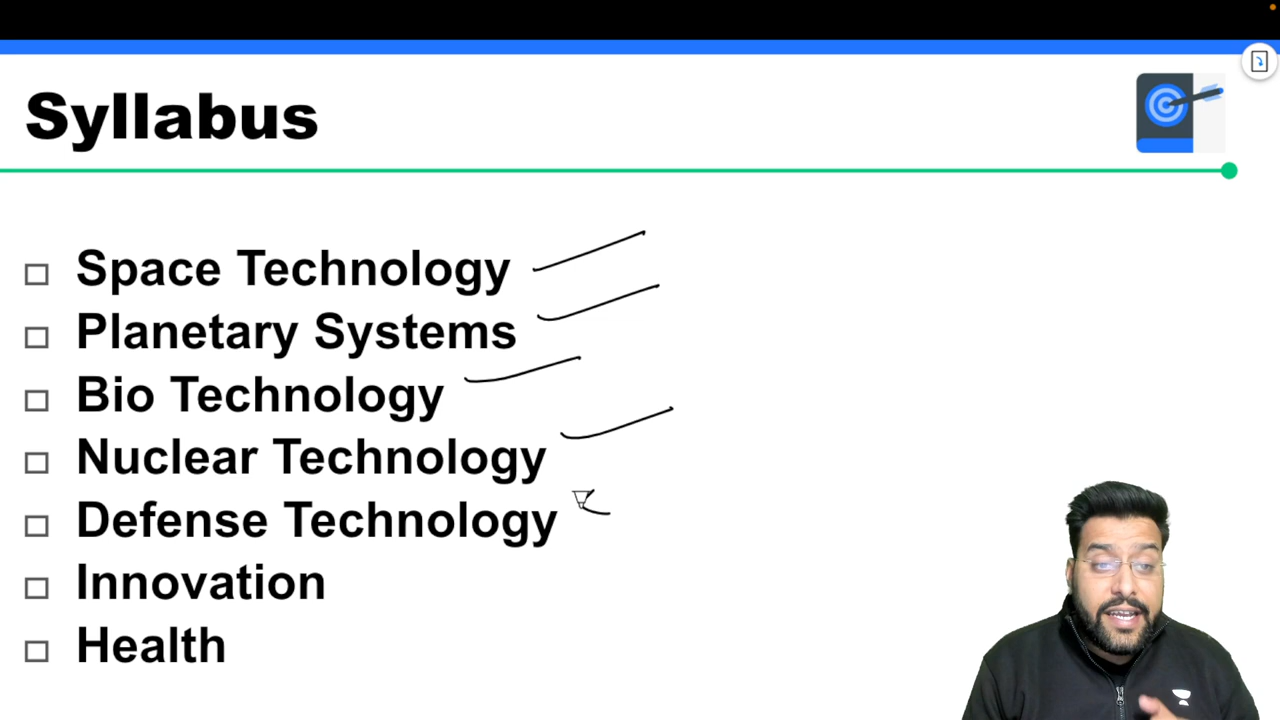 Syllabus
Space Technology
Planetary Systems
Bio Technology
Nuclear Technology
Defense Technology
Innovation
Health